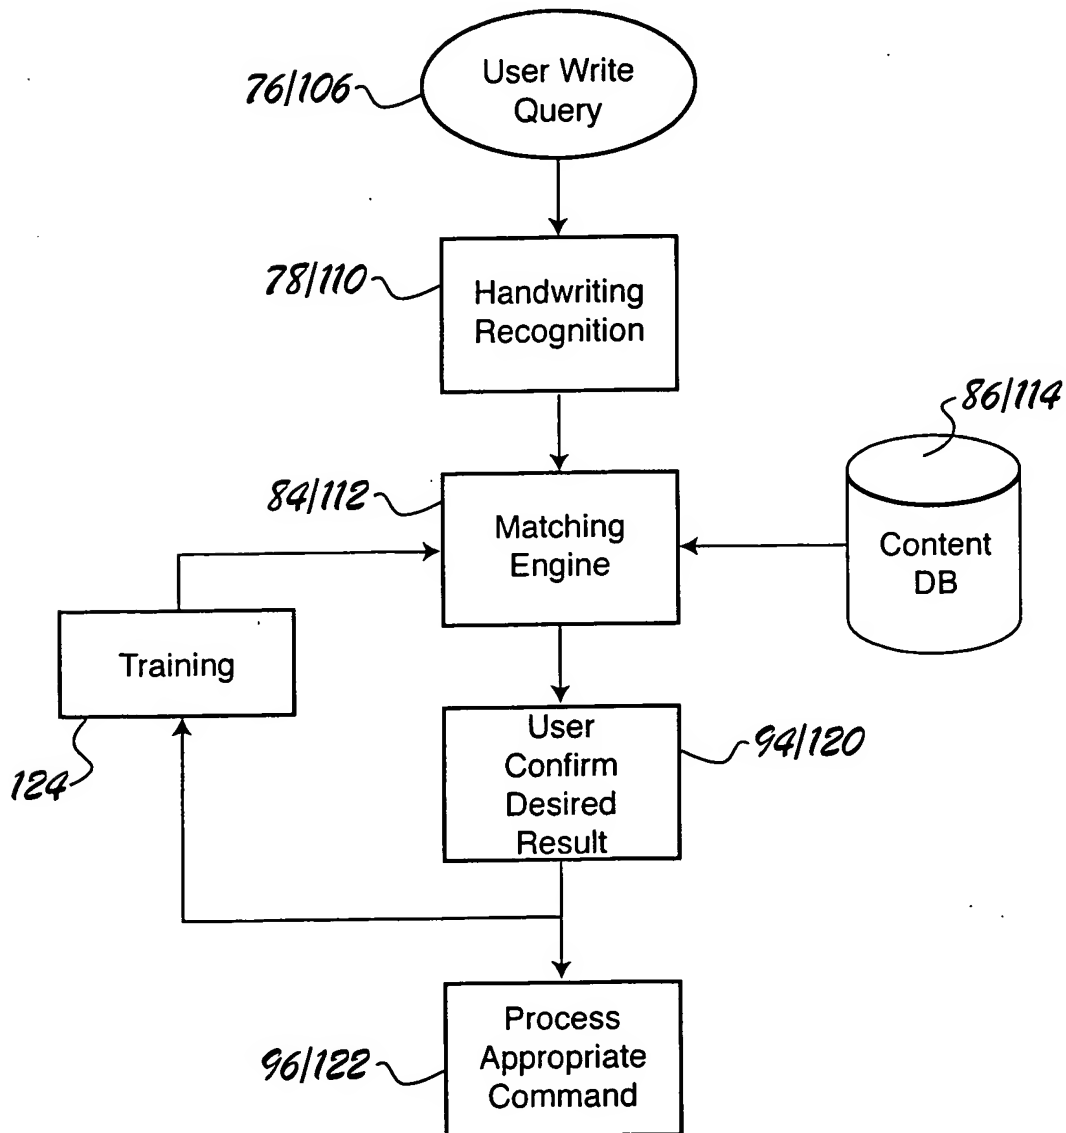 76/106
User Write
Query
78/110
Handwriting
Recognition
86/114
84/112
Matching
Engine
Content
DB
Training
124
User
Confirm
Desired
Result
94/120
96/122
Process
Appropriate
Command